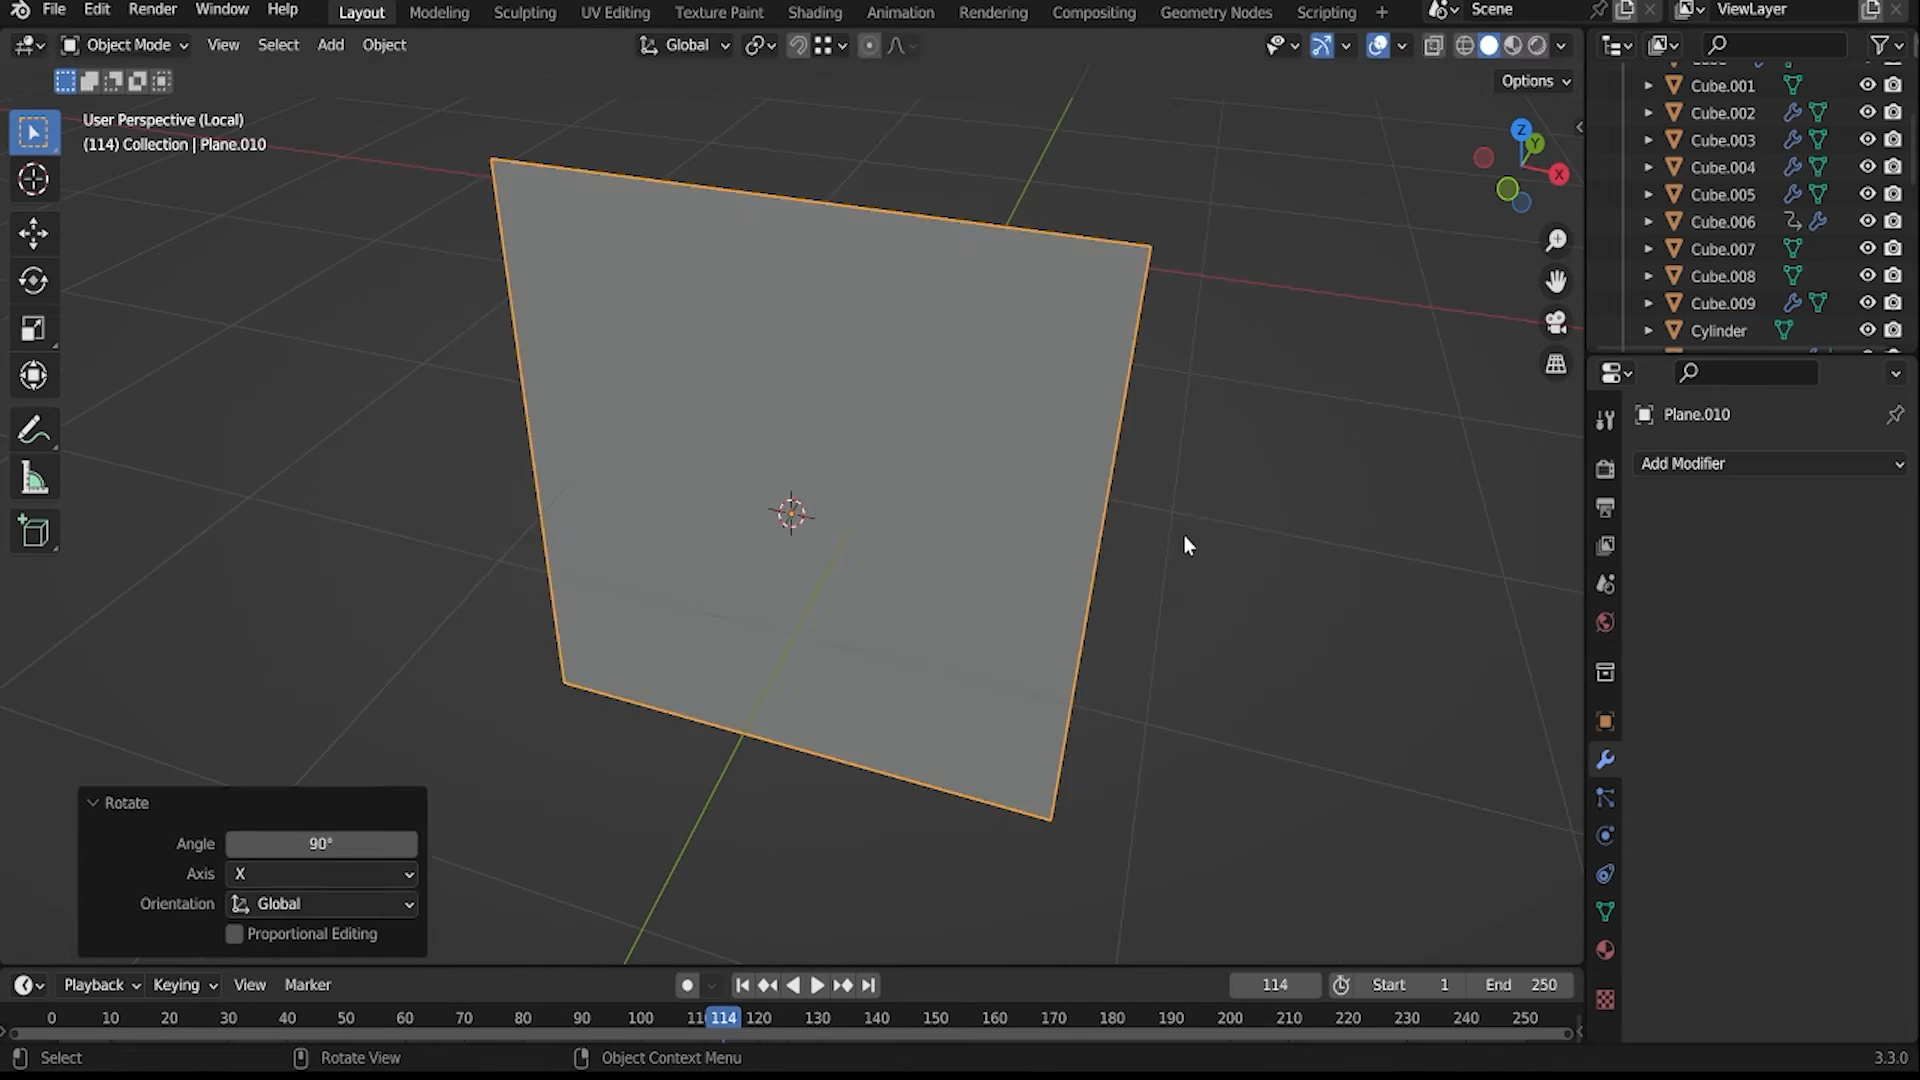 File Edit Render Window Help Layout Modeling Sculpting UV Editing Texture Paint Shading Animation Rendering Compositing Geometry Nodes Scripting + Scene ViewLayer
Object Mode View Select Add Object Global
Options
User Perspective (Local)
(114) Collection | Plane.010
Z
Y
X
Cube.001
Cube.002
Cube.003
Cube.004
Cube.005
Cube.006
Cube.007
Cube.008
Cube.009
Cylinder
Plane.010
Add Modifier
Rotate
Angle 90°
Axis X
Orientation Global
Proportional Editing
Playback Keying View Marker 114 Start 1 End 250
0 10 20 30 40 50 60 70 80 90 100 11 114 120 130 140 150 160 170 180 190 200 210 220 230 240 250
Select Rotate View Object Context Menu 3.3.0